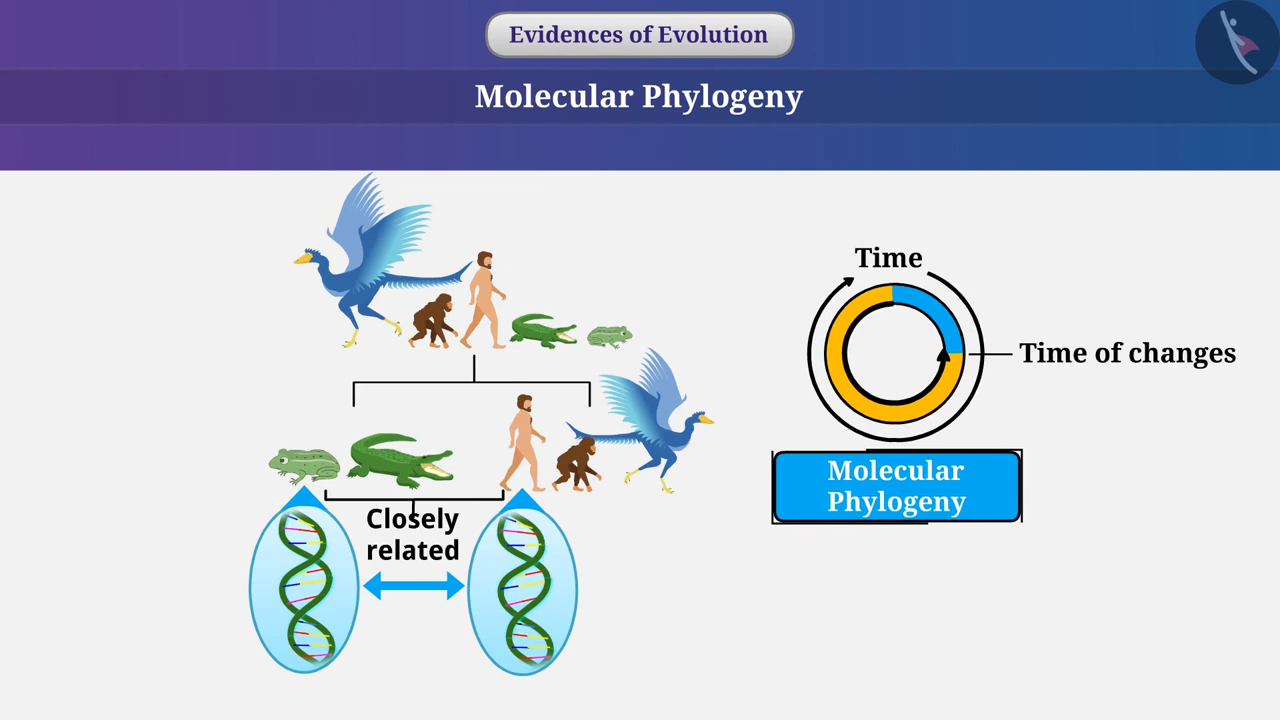 Evidences of Evolution
Molecular Phylogeny
Time
Time of changes
Molecular
Phylogeny
Closely
related